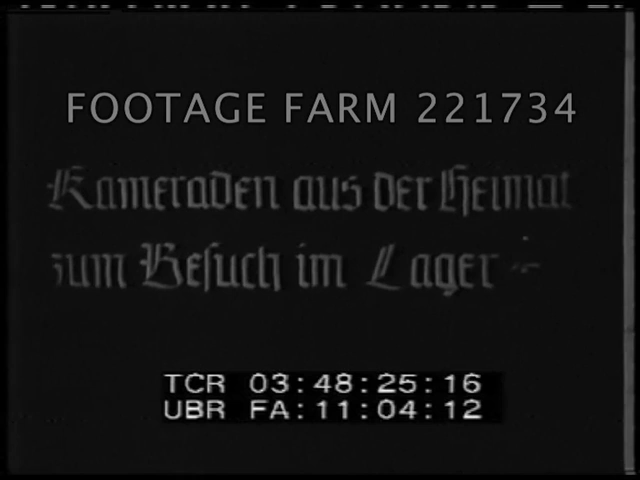 FOOTAGE FARM 221734
Kameraden aus der Heimat
zum Beſuch im Lager –
TCR 03:48:25:16
UBR FA:11:04:12